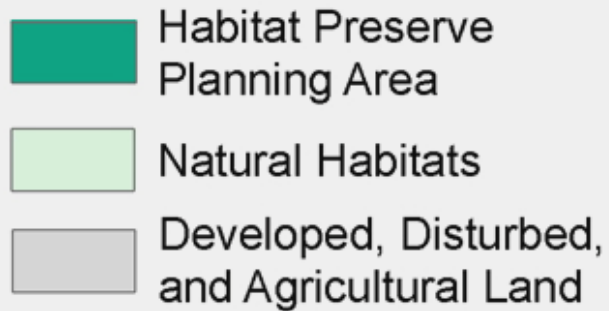 Habitat Preserve
Planning Area
Natural Habitats
Developed, Disturbed,
and Agricultural Land